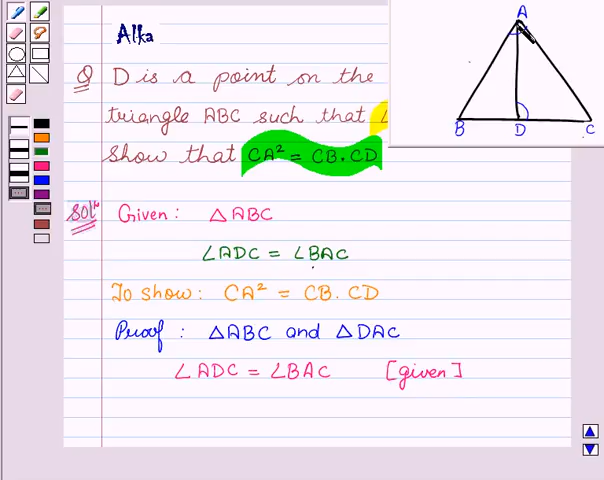 Alka
Q D is a point on the
triangle ABC such that ∠
show that CA² = CB.CD
Solⁿ Given: △ABC
∠ADC = ∠BAC
To show: CA² = CB.CD
Proof: △ABC and △DAC
∠ADC = ∠BAC [given]
A
B
D
C